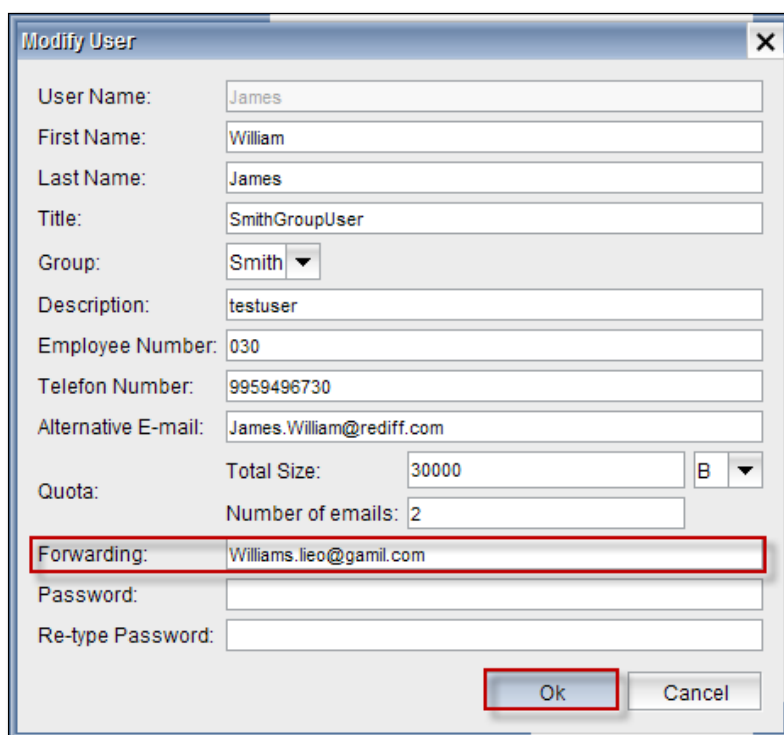 Modify User
User Name: James
First Name: William
Last Name: James
Title: SmithGroupUser
Group: Smith
Description: testuser
Employee Number: 030
Telefon Number: 9959496730
Alternative E-mail: James.William@rediff.com
Quota:
Total Size: 30000 B
Number of emails: 2
Forwarding: Williams.lieo@gamil.com
Password:
Re-type Password:
Ok Cancel